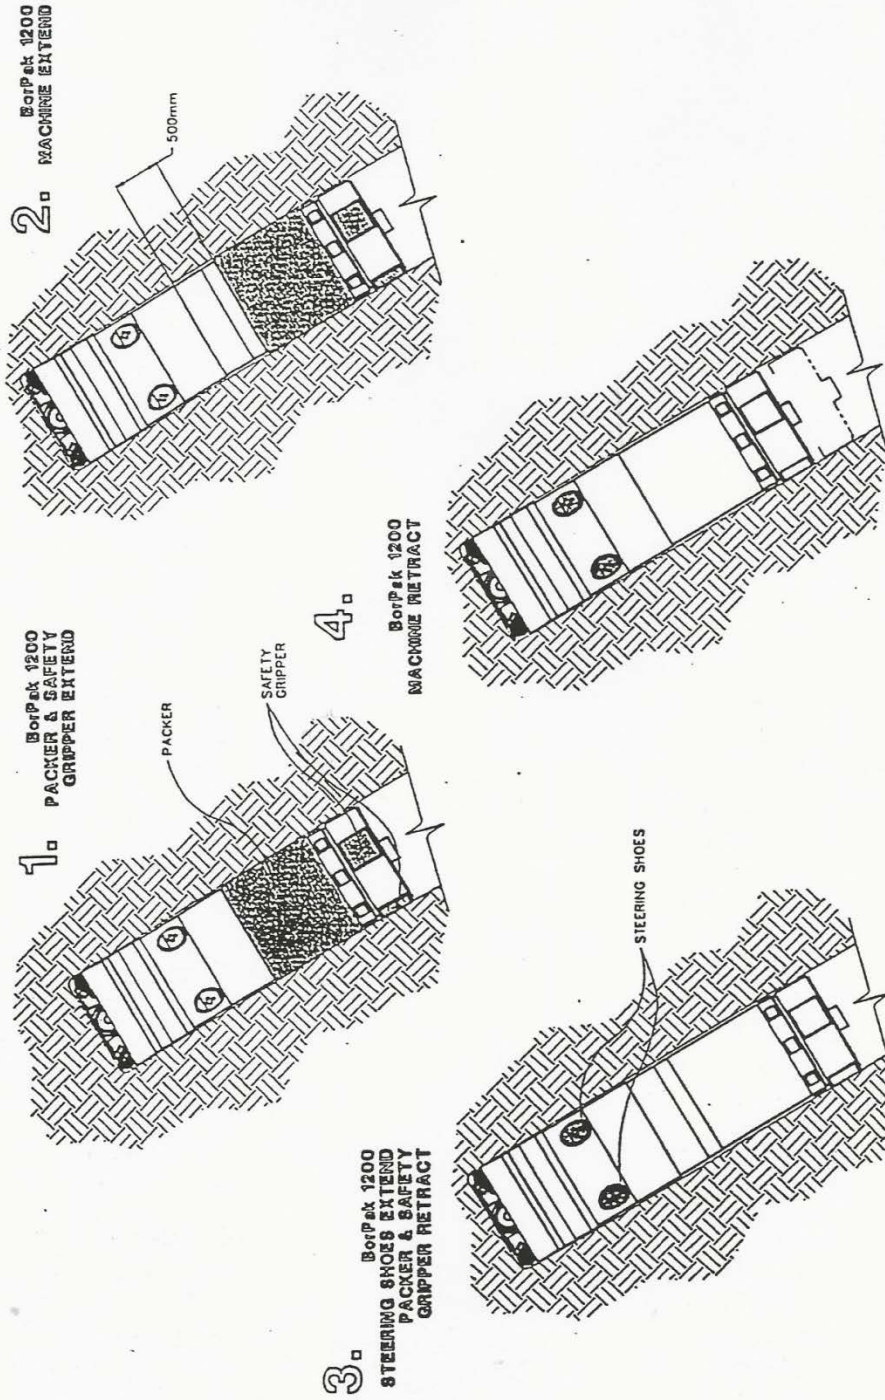 1.
BorPak 1200
PACKER & SAFETY
GRIPPER EXTEND
PACKER
SAFETY
GRIPPER
2.
BorPak 1200
MACHINE EXTEND
500mm
3.
BorPak 1200
STEERING SHOES EXTEND
PACKER & SAFETY
GRIPPER RETRACT
STEERING SHOES
4.
BorPak 1200
MACHINE RETRACT